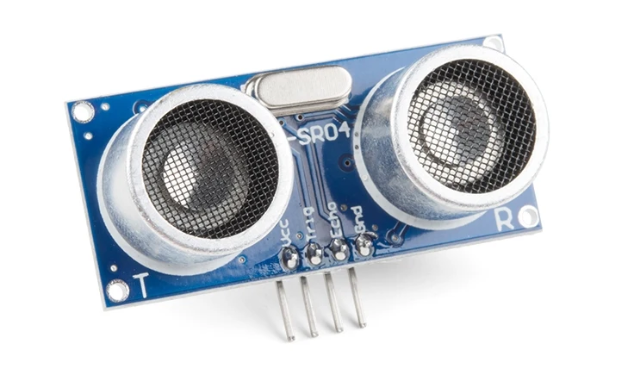 -SR04
Vcc
Trig
Echo
Gnd
T
R